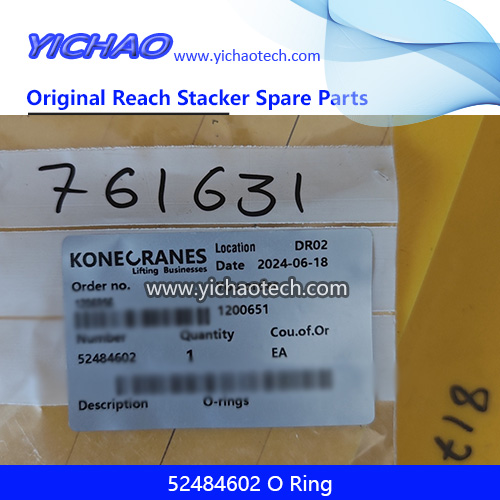 YICHAO
www.yichaotech.com
Original Reach Stacker Spare Parts
761631
KONECRANES
Lifting Businesses
Location DR02
Date 2024-06-18
Order no.
www.yichaotech.com
1200651
Number Quantity Cou.of.Or
52484602 1 EA
Description O-rings
t18
52484602 O Ring